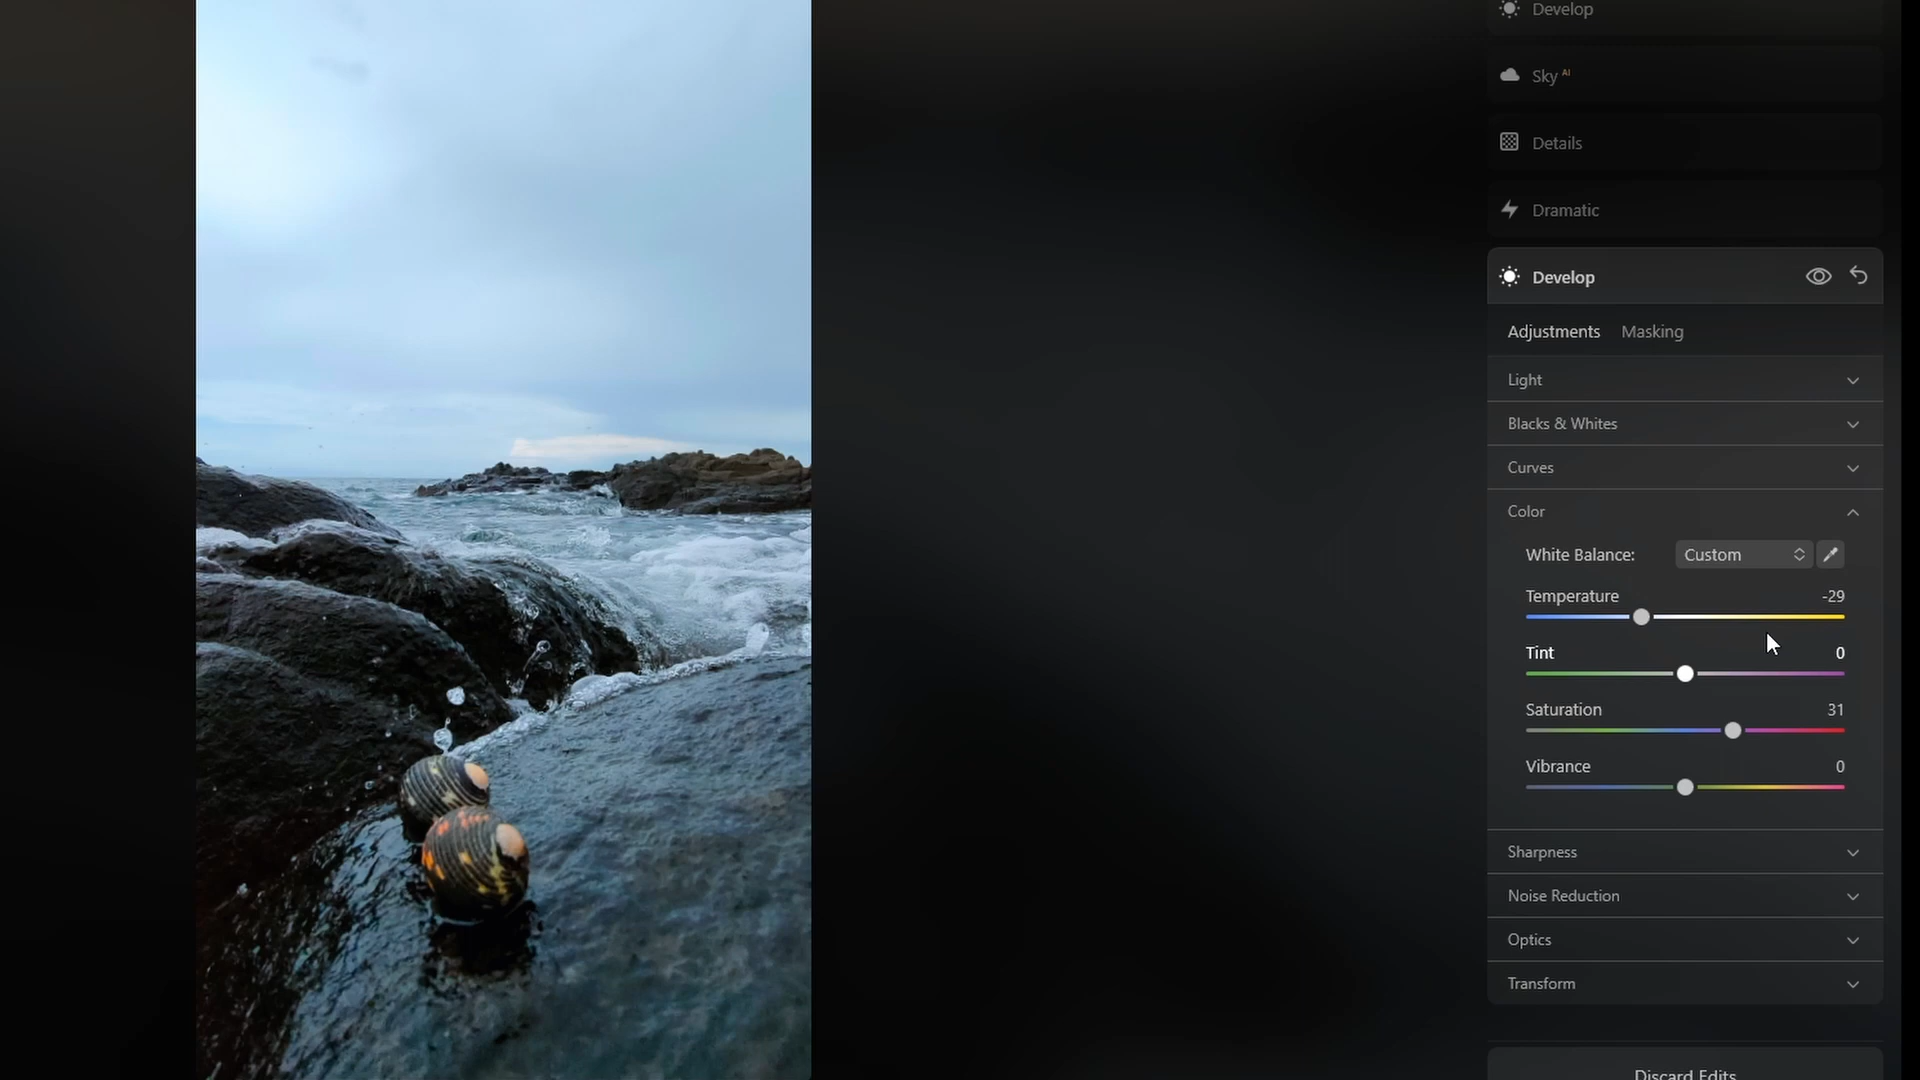 Develop
Sky AI
Details
Dramatic
Develop
Adjustments Masking
Light
Blacks & Whites
Curves
Color
White Balance: Custom
Temperature -29
Tint 0
Saturation 31
Vibrance 0
Sharpness
Noise Reduction
Optics
Transform
Discard Edits